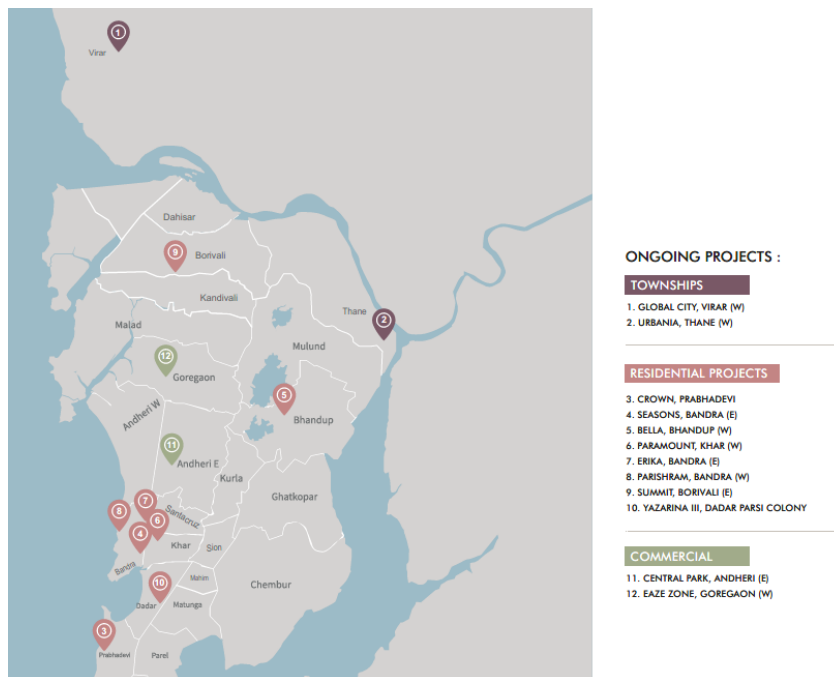 1
Virar
Dahisar
9
Borivali
Kandivali
Thane
2
Malad
Mulund
12
Goregaon
5
Andheri W
Bhandup
11
Andheri E
Kurla
Ghatkopar
7
8
6
Santacruz
4
Khar
Sion
Bandra
10
Mahim
Chembur
Dadar
Matunga
3
Prabhadevi
Parel
ONGOING PROJECTS :
TOWNSHIPS
1. GLOBAL CITY, VIRAR (W)
2. URBANIA, THANE (W)
RESIDENTIAL PROJECTS
3. CROWN, PRABHADEVI
4. SEASONS, BANDRA (E)
5. BELLA, BHANDUP (W)
6. PARAMOUNT, KHAR (W)
7. ERIKA, BANDRA (E)
8. PARISHRAM, BANDRA (W)
9. SUMMIT, BORIVALI (E)
10. YAZARINA III, DADAR PARSI COLONY
COMMERCIAL
11. CENTRAL PARK, ANDHERI (E)
12. EAZE ZONE, GOREGAON (W)